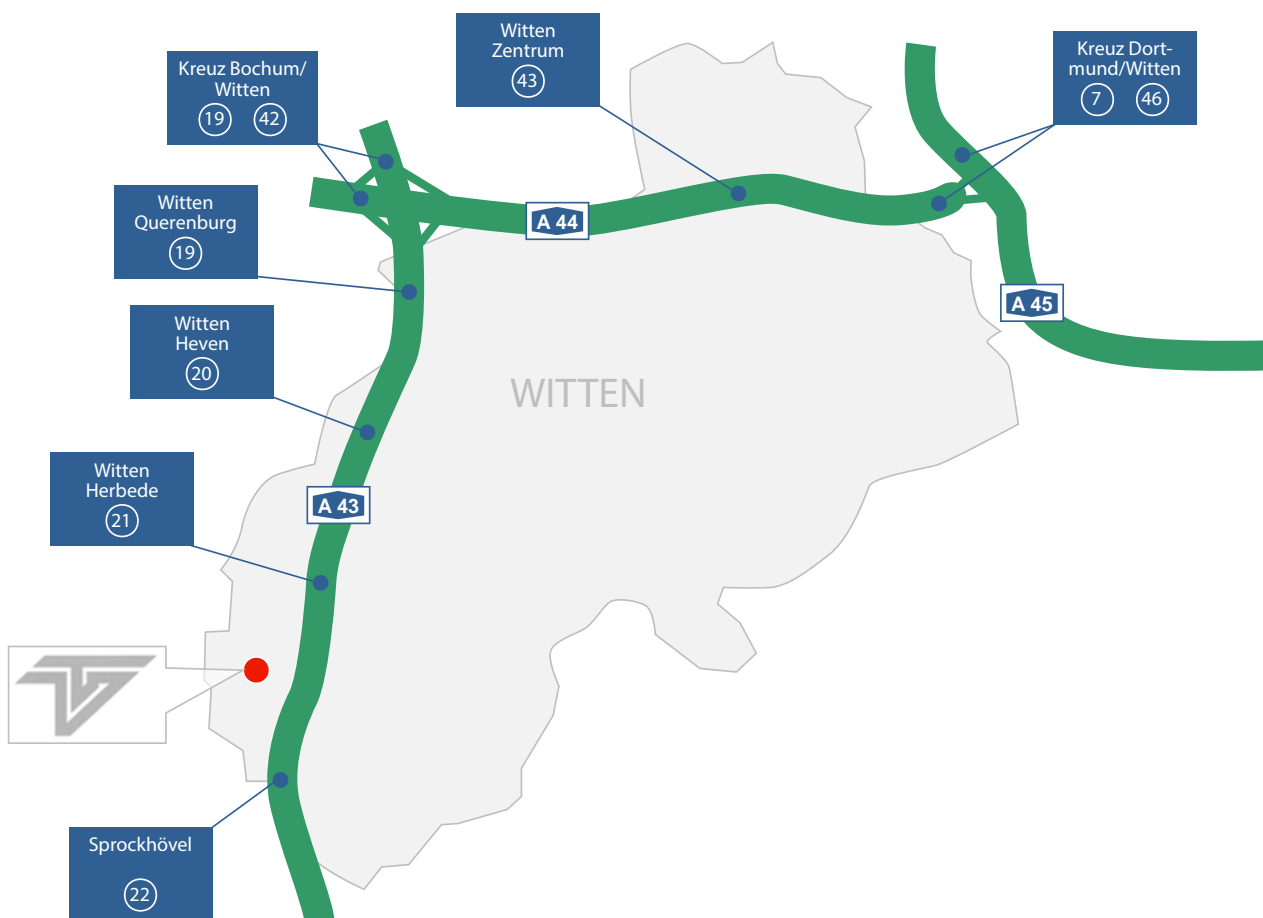 Witten
Zentrum
43
Kreuz Dort-
mund/Witten
7 46
Kreuz Bochum/
Witten
19 42
Witten
Querenburg
19
A 44
A 45
Witten
Heven
20
WITTEN
Witten
Herbede
21
A 43
Sprockhövel
22